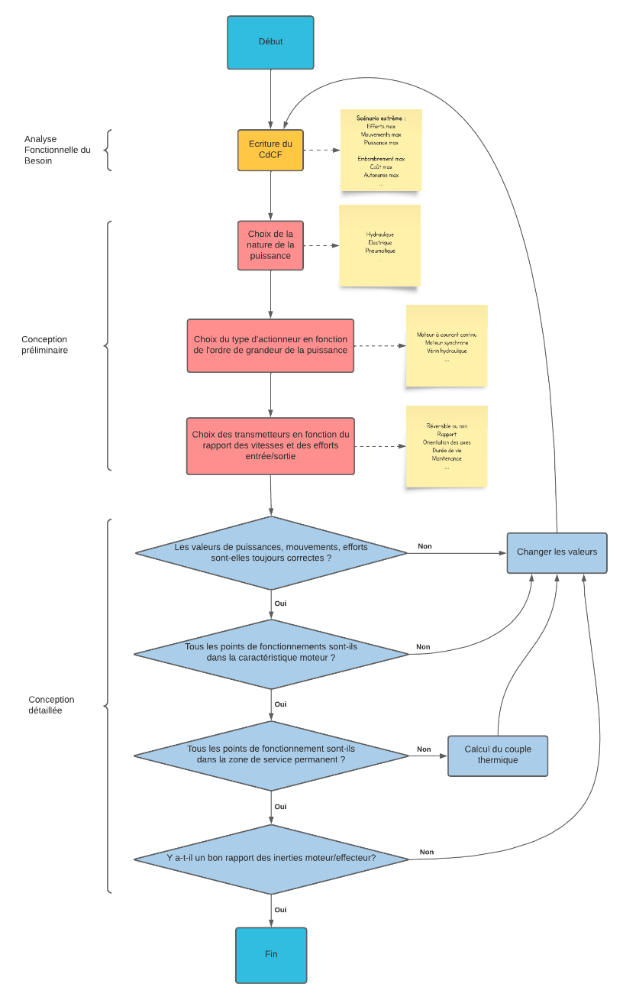 Début
Analyse
Fonctionnelle du
Besoin
Ecriture du
CdCF
Scénario extrême :
Efforts max
Mouvements max
Puissance max
Embombrement max
Coût max
Autonomie max
...
Choix de la
nature de la
puissance
Hydraulique
Electrique
Pneumatique
...
Conception
préliminaire
Choix du type d'actionneur en fonction
de l'ordre de grandeur de la puissance
Moteur à courant continu
Moteur synchrone
Vérin hydraulique
...
Choix des transmetteurs en fonction du
rapport des vitesses et des efforts
entrée/sortie
Réversible ou non
Rapport
Orientation des axes
Durée de vie
Maintenance
...
Les valeurs de puissances, mouvements, efforts
sont-elles toujours correctes ?
Non
Changer les valeurs
Oui
Tous les points de fonctionnements sont-ils
dans la caractéristique moteur ?
Non
Oui
Conception
détaillée
Tous les points de fonctionnement sont-ils
dans la zone de service permanent ?
Non
Calcul du couple
thermique
Oui
Y a-t-il un bon rapport des inerties moteur/effecteur?
Non
Oui
Fin